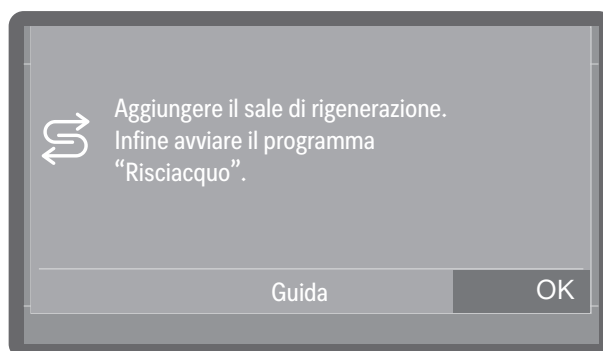 Aggiungere il sale di rigenerazione.
Infine avviare il programma
“Risciacquo”.
Guida
OK